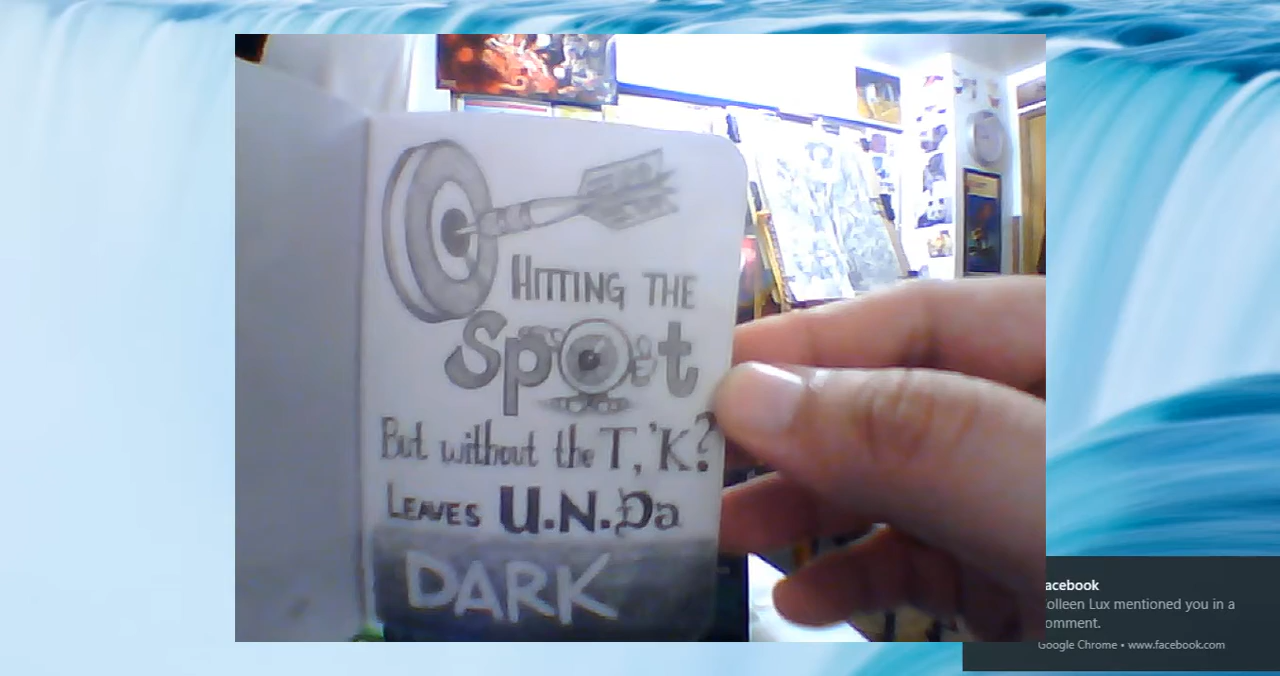 HITTING THE
Spot
But without the T, 'K?
LEAVES U.N.Da
DARK
acebook
olleen Lux mentioned you in a
omment.
Google Chrome • www.facebook.com